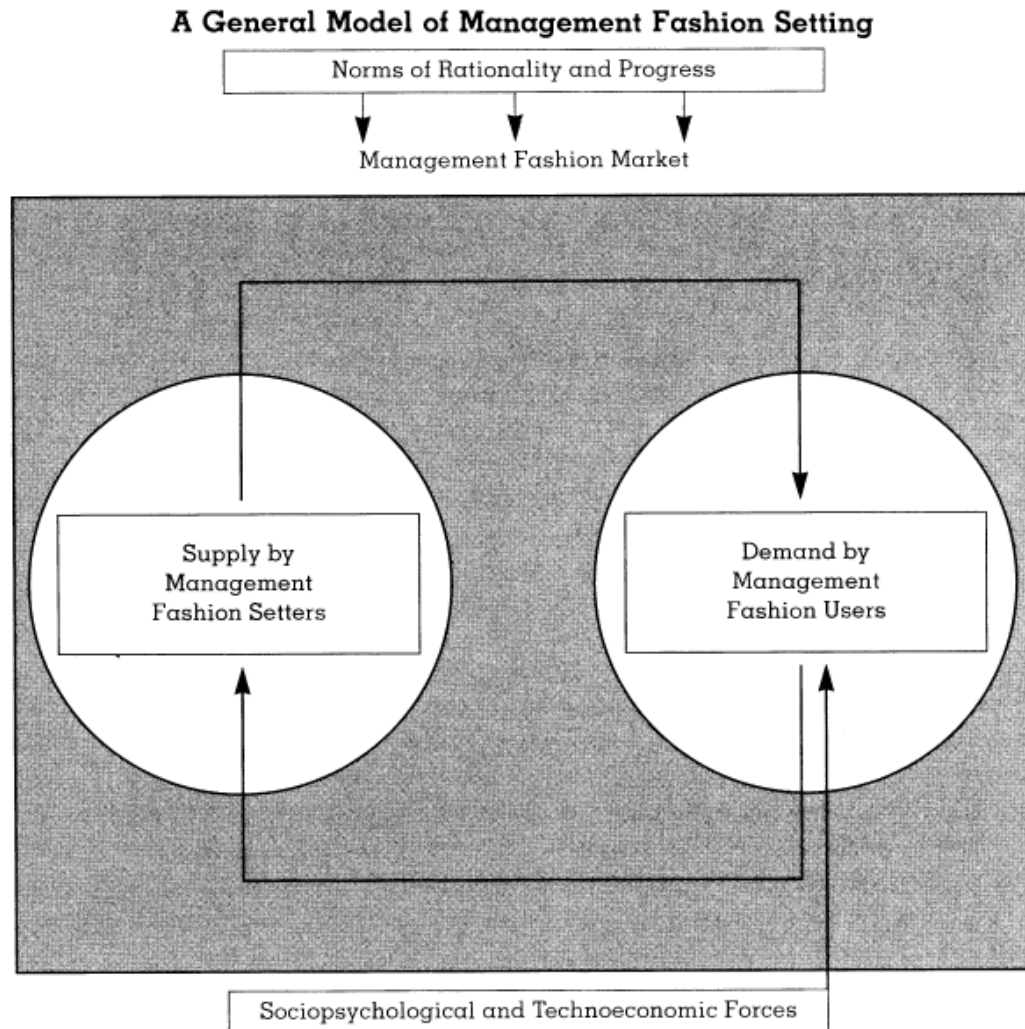 A General Model of Management Fashion Setting
Norms of Rationality and Progress
Management Fashion Market
Supply by
Management
Fashion Setters
Demand by
Management
Fashion Users
Sociopsychological and Technoeconomic Forces